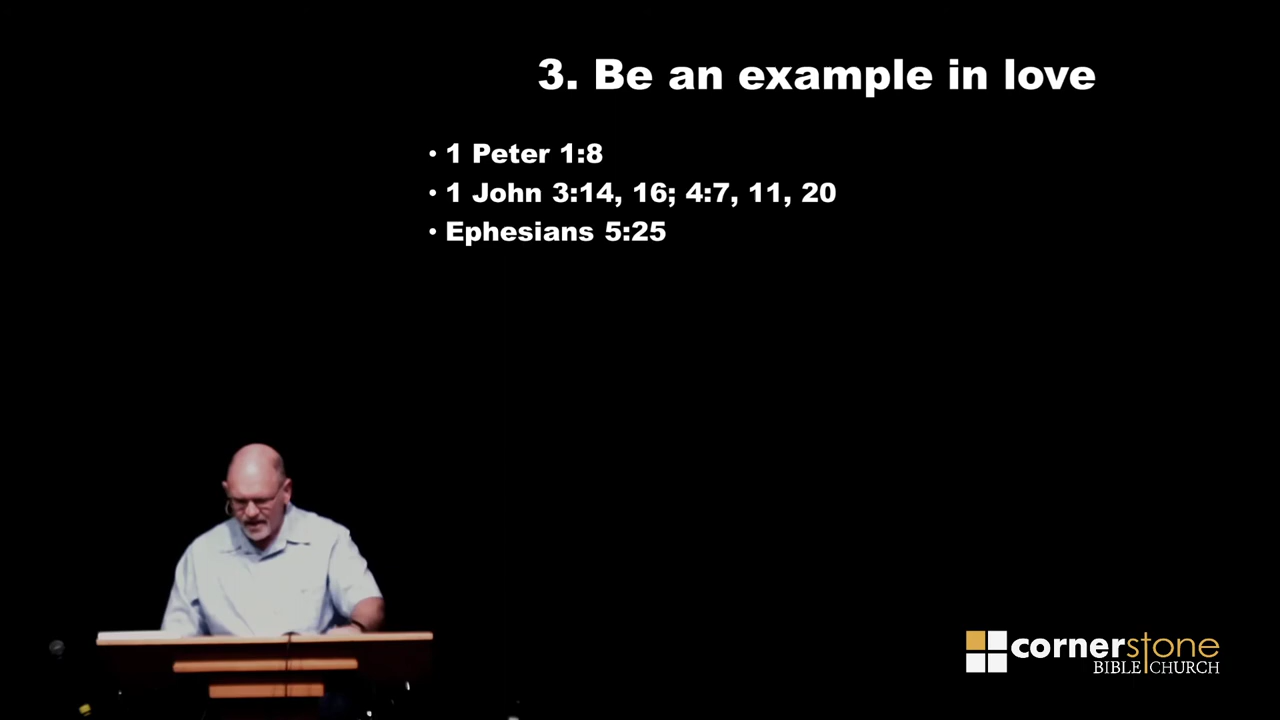 3. Be an example in love
• 1 Peter 1:8
• 1 John 3:14, 16; 4:7, 11, 20
• Ephesians 5:25
cornerstone
BIBLE CHURCH